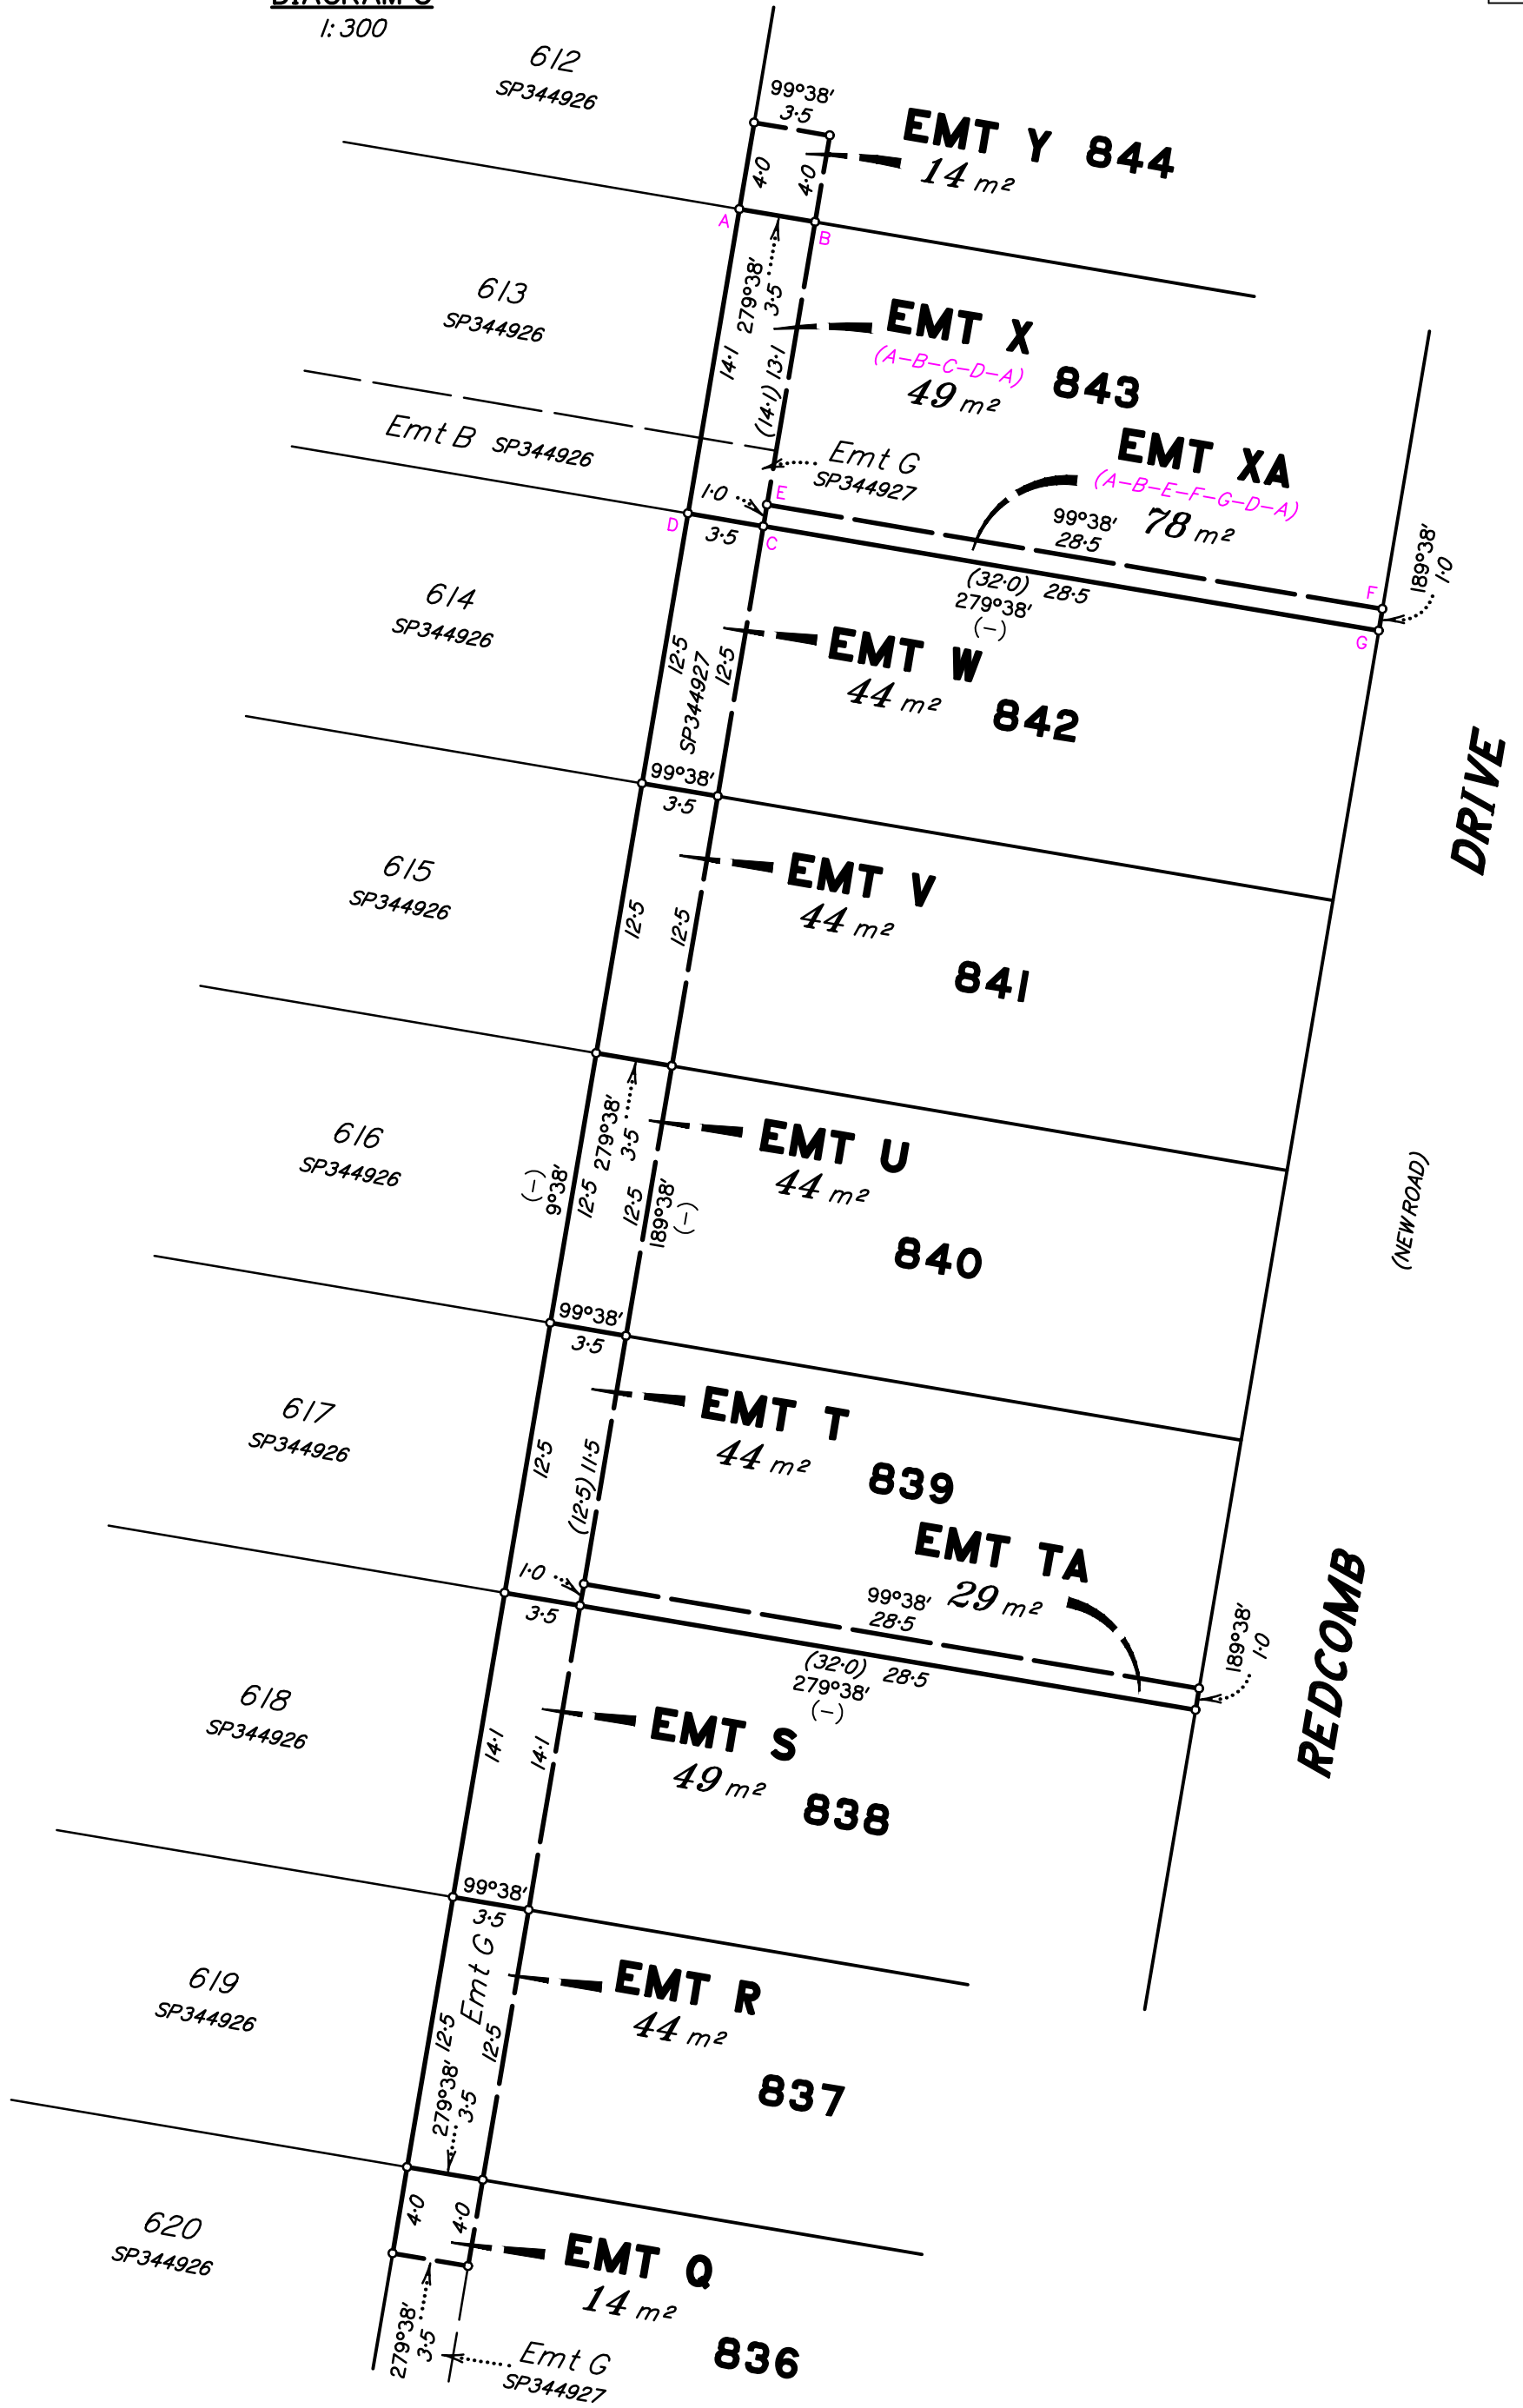 DIAGRAM
1:300
612
SP344926
99°38'
3·5
EMT Y 844
14 m²
4·0
4·0
A
B
613
SP344926
279°38'
3·5
EMT X
(A-B-C-D-A)
49 m²
843
14·1
(14·1) 13·1
Emt B SP344926
Emt G
SP344927
EMT XA
(A-B-E-F-G-D-A)
78 m²
1·0
E
D
3·5
C
99°38'
28·5
189°38'
1·0
F
G
(32·0) 28·5
279°38'
(–)
614
SP344926
12·5
SP344927
12·5
EMT W
44 m²
842
DRIVE
99°38'
3·5
615
SP344926
EMT V
44 m²
12·5
12·5
841
616
SP344926
279°38'
3·5
EMT U
44 m²
(–)
9°38'
12·5
12·5
189°38'
(–)
840
(NEW ROAD)
99°38'
3·5
617
SP344926
EMT T
44 m²
839
12·5
(12·5) 11·5
EMT TA
29 m²
1·0
3·5
99°38'
28·5
189°38'
1·0
(32·0) 28·5
279°38'
(–)
REDCOMB
618
SP344926
14·1
14·1
EMT S
49 m²
838
99°38'
3·5
619
SP344926
Emt G
EMT R
44 m²
12·5
12·5
279°38'
3·5
837
620
SP344926
4·0
4·0
EMT Q
14 m²
836
279°38'
3·5
Emt G
SP344927